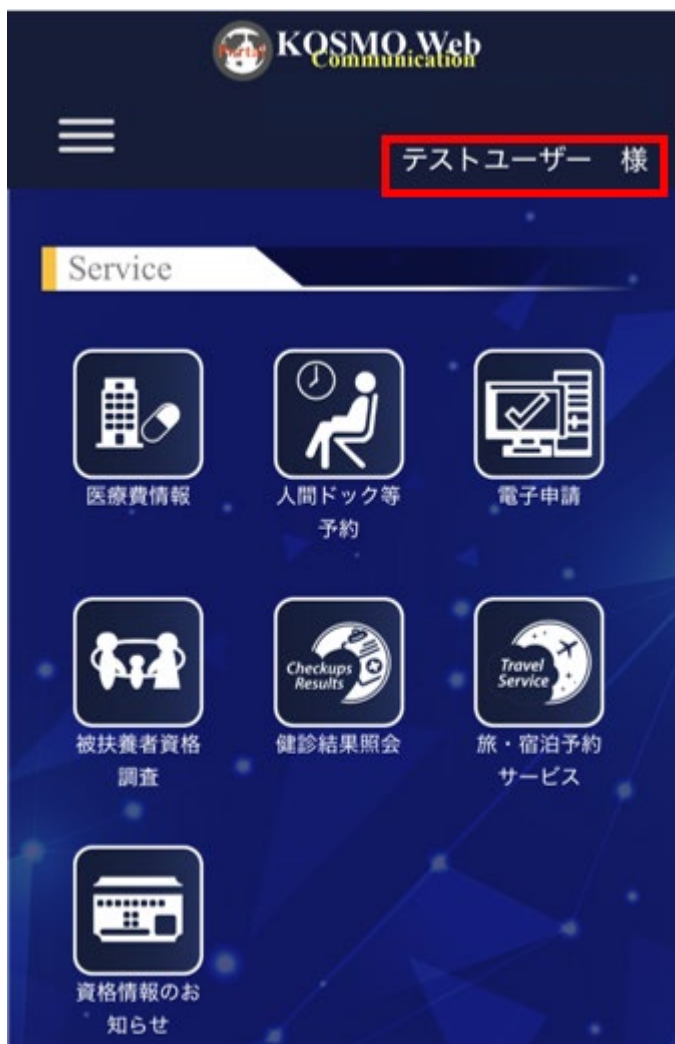 Portal KOSMO Web
Communication
テストユーザー 様
Service
医療費情報
人間ドック等
予約
電子申請
Checkups
Results
Travel
Service
被扶養者資格
調査
健診結果照会
旅・宿泊予約
サービス
資格情報のお
知らせ